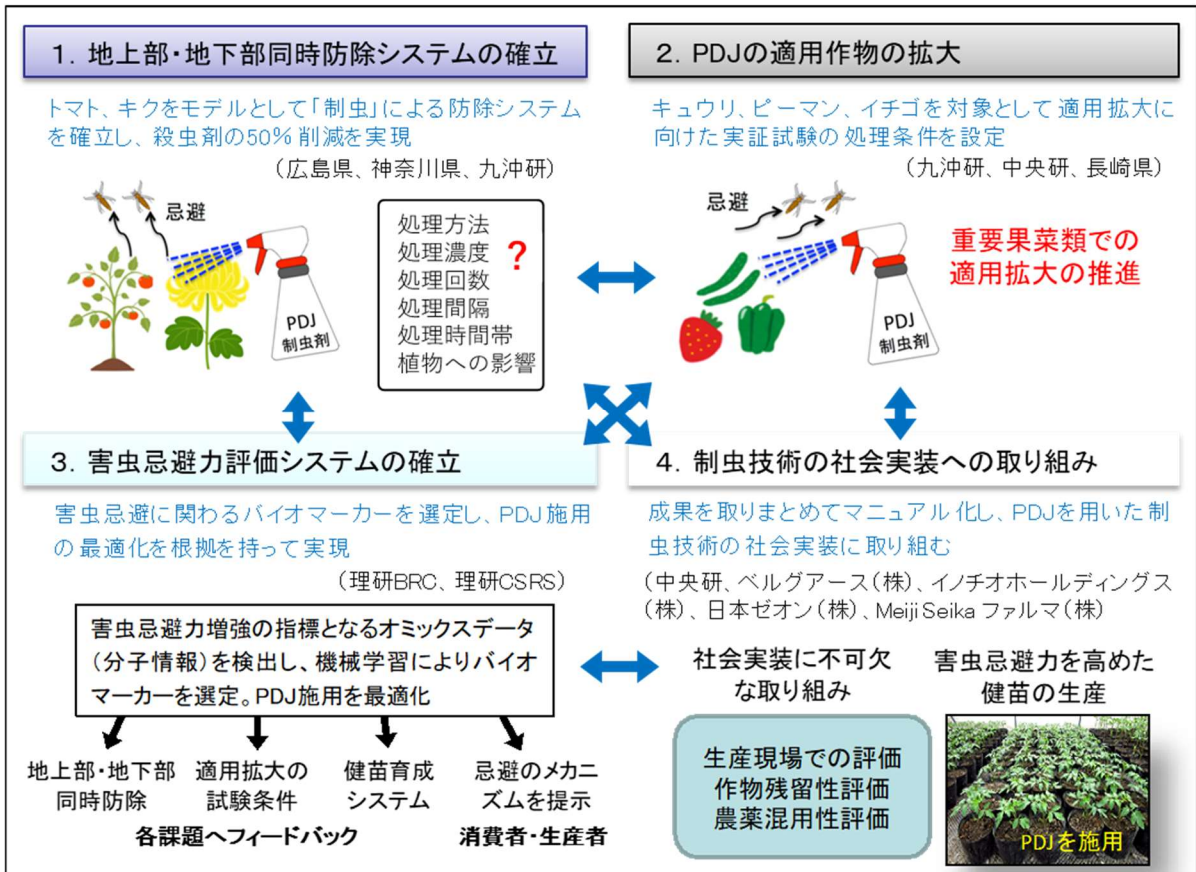 1．地上部・地下部同時防除システムの確立
トマト、キクをモデルとして「制虫」による防除システム
を確立し、殺虫剤の50％削減を実現
（広島県、神奈川県、九沖研）
忌避
PDJ
制虫剤
処理方法
処理濃度
処理回数
処理間隔
処理時間帯
植物への影響
？
2．PDJの適用作物の拡大
キュウリ、ピーマン、イチゴを対象として適用拡大に
向けた実証試験の処理条件を設定
（九沖研、中央研、長崎県）
忌避
PDJ
制虫剤
重要果菜類での
適用拡大の推進
3．害虫忌避力評価システムの確立
害虫忌避に関わるバイオマーカーを選定し、PDJ施用
の最適化を根拠を持って実現
（理研BRC、理研CSRS）
害虫忌避力増強の指標となるオミックスデータ
（分子情報）を検出し、機械学習によりバイオ
マーカーを選定。PDJ施用を最適化
地上部・地下部
同時防除
適用拡大の
試験条件
健苗育成
システム
忌避のメカニ
ズムを提示
各課題へフィードバック
消費者・生産者
4．制虫技術の社会実装への取り組み
成果を取りまとめてマニュアル化し、PDJを用いた制
虫技術の社会実装に取り組む
（中央研、ベルグアース（株）、イノチオホールディングス
（株）、日本ゼオン（株）、Meiji Seika ファルマ（株）
社会実装に不可欠
な取り組み
生産現場での評価
作物残留性評価
農薬混用性評価
害虫忌避力を高めた
健苗の生産
PDJを施用